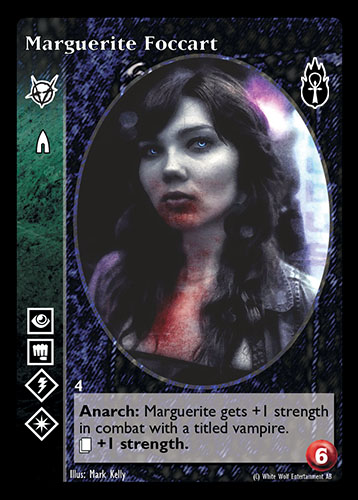 Marguerite Foccart
4
Anarch: Marguerite gets +1 strength
in combat with a titled vampire.
+1 strength.
6
Illus: Mark Kelly
(C) White Wolf Entertainment AB